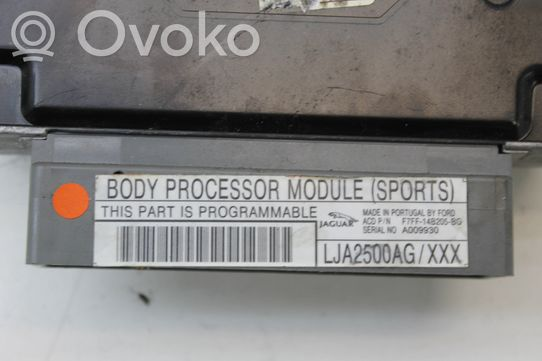 Ovoko
BODY PROCESSOR MODULE (SPORTS)
THIS PART IS PROGRAMMABLE
JAGUAR
MADE IN PORTUGAL BY FORD
ACD P/N F7FF-14B205-BG
SERIAL NO A009930
LJA2500AG/XXX